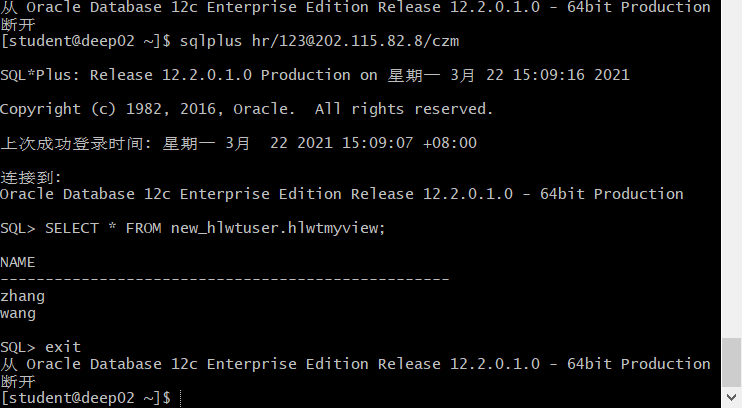 从 Oracle Database 12c Enterprise Edition Release 12.2.0.1.0 - 64bit Production
断开
[student@deep02 ~]$ sqlplus hr/123@202.115.82.8/czm
SQL*Plus: Release 12.2.0.1.0 Production on 星期一 3月 22 15:09:16 2021
Copyright (c) 1982, 2016, Oracle.  All rights reserved.
上次成功登录时间: 星期一 3月  22 2021 15:09:07 +08:00
连接到:
Oracle Database 12c Enterprise Edition Release 12.2.0.1.0 - 64bit Production
SQL> SELECT * FROM new_hlwtuser.hlwtmyview;
NAME
--------------------------------------------------
zhang
wang
SQL> exit
从 Oracle Database 12c Enterprise Edition Release 12.2.0.1.0 - 64bit Production
断开
[student@deep02 ~]$